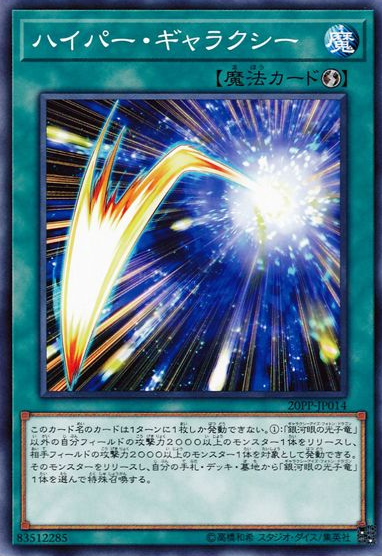 ハイパー・ギャラクシー
魔
【魔法カード】
20PP-JP014
このカード名のカードは1ターンに1枚しか発動できない。①:「銀河眼の光子竜」
以外の自分フィールドの攻撃力2000以上のモンスター1体をリリースし、
相手フィールドの攻撃力2000以上のモンスター1体を対象として発動できる。
そのモンスターをリリースし、自分の手札・デッキ・墓地から「銀河眼の光子竜」
1体を選んで特殊召喚する。
83512285
©高橋和希 スタジオ・ダイス/集英社